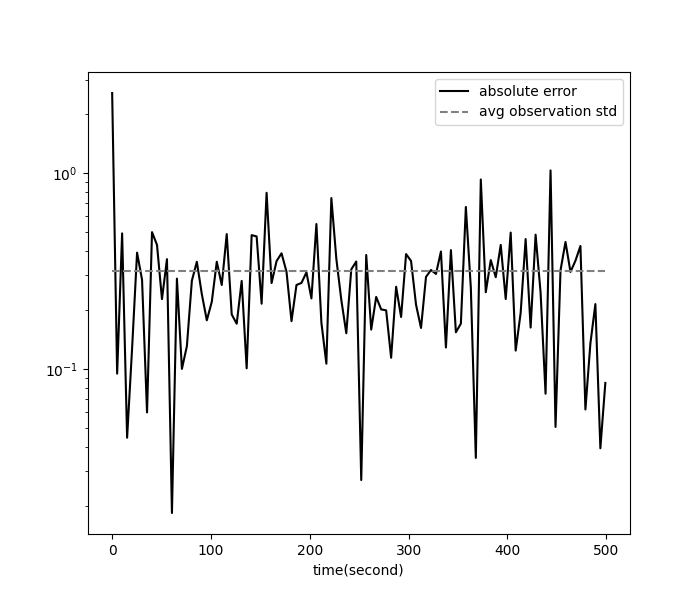 absolute error
avg observation std
10⁰
10⁻¹
0 100 200 300 400 500
time(second)